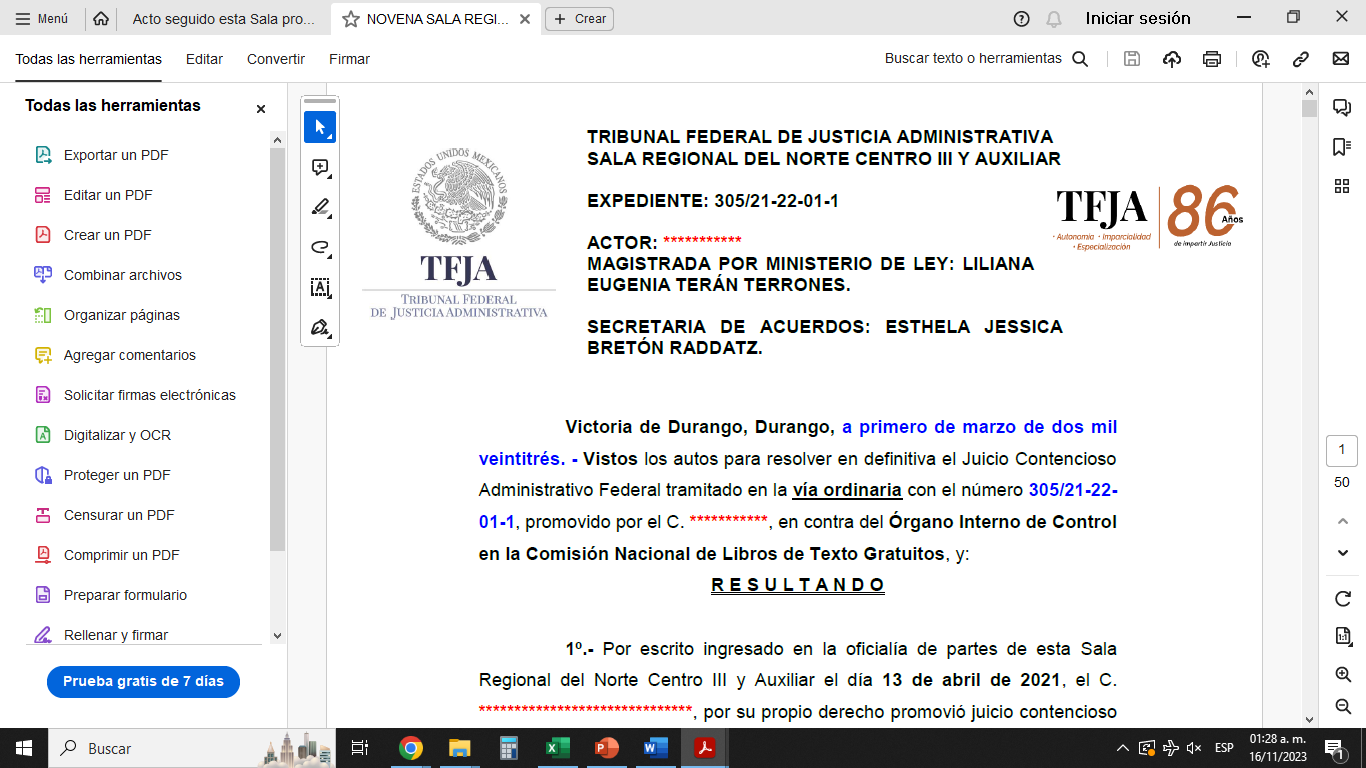 Menú
Acto seguido esta Sala pro...
NOVENA SALA REGI...
Crear
Iniciar sesión
Todas las herramientas
Editar
Convertir
Firmar
Buscar texto o herramientas
Todas las herramientas
Exportar un PDF
Editar un PDF
Crear un PDF
Combinar archivos
Organizar páginas
Agregar comentarios
Solicitar firmas electrónicas
Digitalizar y OCR
Proteger un PDF
Censurar un PDF
Comprimir un PDF
Preparar formulario
Rellenar y firmar
Prueba gratis de 7 días
ESTADOS UNIDOS MEXICANOS
TFJA
TRIBUNAL FEDERAL
DE JUSTICIA ADMINISTRATIVA
TRIBUNAL FEDERAL DE JUSTICIA ADMINISTRATIVA
SALA REGIONAL DEL NORTE CENTRO III Y AUXILIAR
EXPEDIENTE: 305/21-22-01-1
ACTOR: ***********
MAGISTRADA POR MINISTERIO DE LEY: LILIANA
EUGENIA TERÁN TERRONES.
SECRETARIA DE ACUERDOS: ESTHELA JESSICA
BRETÓN RADDATZ.
TFJA
· Autonomía · Imparcialidad
· Especialización
86 Años
de impartir Justicia
Victoria de Durango, Durango, a primero de marzo de dos mil
veintitrés. - Vistos los autos para resolver en definitiva el Juicio Contencioso
Administrativo Federal tramitado en la vía ordinaria con el número 305/21-22-
01-1, promovido por el C. ***********, en contra del Órgano Interno de Control
en la Comisión Nacional de Libros de Texto Gratuitos, y:
R E S U L T A N D O
1º.- Por escrito ingresado en la oficialía de partes de esta Sala
Regional del Norte Centro III y Auxiliar el día 13 de abril de 2021, el C.
******************************, por su propio derecho promovió juicio contencioso
1
50
1:1
Buscar
ESP
01:28 a. m.
16/11/2023
1